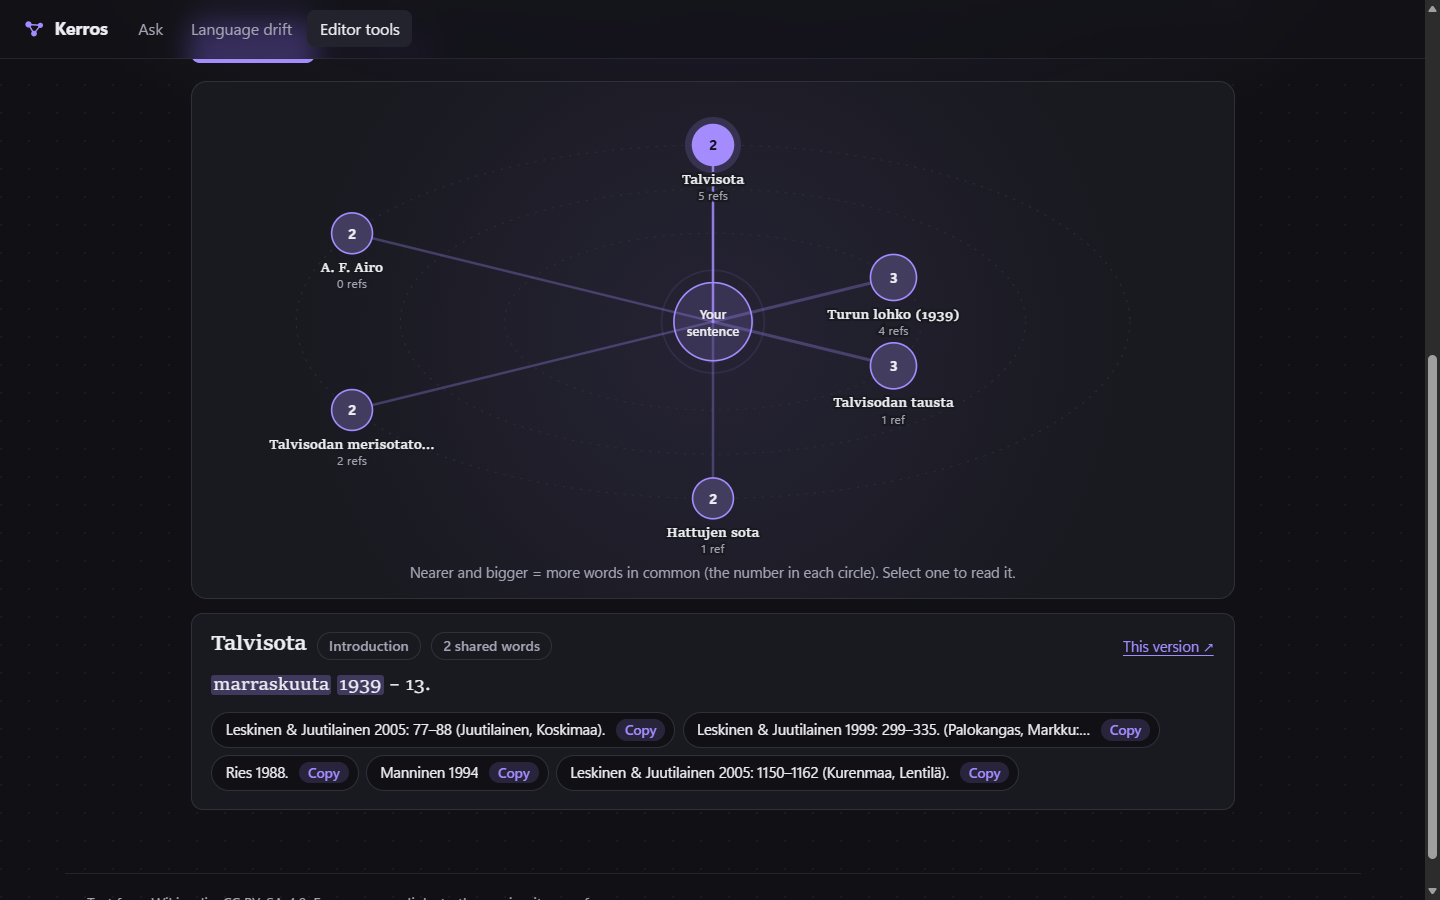 Kerros Ask Language drift Editor tools
2
Talvisota
5 refs
2
A. F. Airo
0 refs
3
Turun lohko (1939)
4 refs
Your
sentence
3
Talvisodan tausta
1 ref
2
Talvisodan merisotato...
2 refs
2
Hattujen sota
1 ref
Nearer and bigger = more words in common (the number in each circle). Select one to read it.
Talvisota Introduction 2 shared words This version ↗
marraskuuta 1939 – 13.
Leskinen & Juutilainen 2005: 77–88 (Juutilainen, Koskimaa). Copy Leskinen & Juutilainen 1999: 299–335. (Palokangas, Markku:... Copy
Ries 1988. Copy Manninen 1994 Copy Leskinen & Juutilainen 2005: 1150–1162 (Kurenmaa, Lentilä). Copy